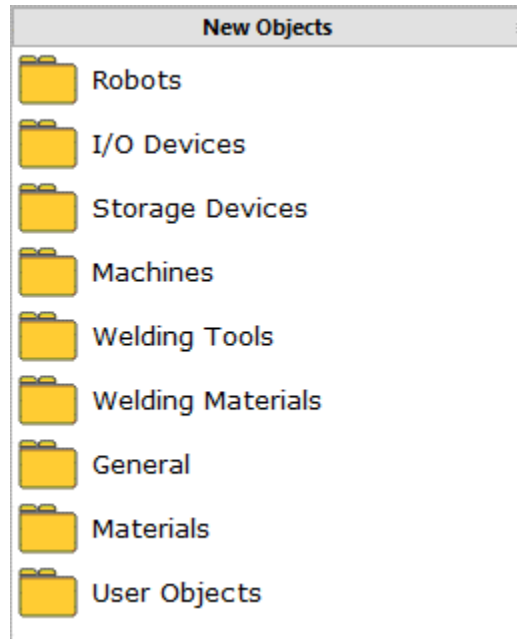 New Objects
Robots
I/O Devices
Storage Devices
Machines
Welding Tools
Welding Materials
General
Materials
User Objects